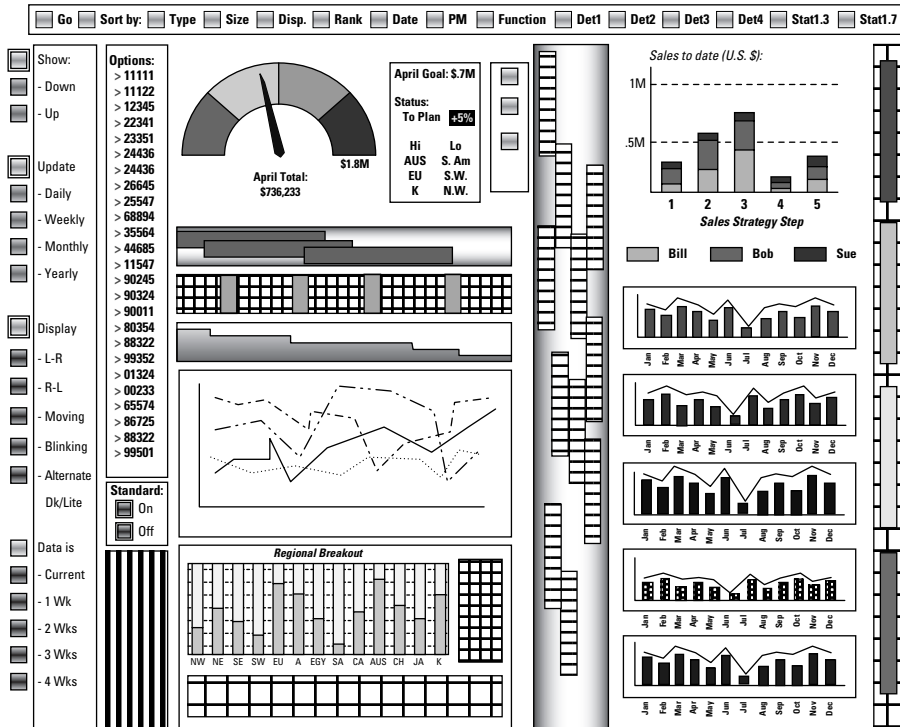 Go Sort by: Type Size Disp. Rank Date PM Function Det1 Det2 Det3 Det4 Stat1.3 Stat1.7
Show:
- Down
- Up
Update
- Daily
- Weekly
- Monthly
- Yearly
Display
- L-R
- R-L
- Moving
- Blinking
- Alternate
Dk/Lite
Data is
- Current
- 1 Wk
- 2 Wks
- 3 Wks
- 4 Wks
Options:
> 11111
> 11122
> 12345
> 22341
> 23351
> 24436
> 24436
> 26645
> 25547
> 68894
> 35564
> 44685
> 11547
> 90245
> 90324
> 90011
> 80354
> 88322
> 99352
> 01324
> 00233
> 65574
> 86725
> 88322
> 99501
Standard:
On
Off
$1.8M
April Total:
$736,233
April Goal: $.7M
Status:
To Plan +5%
Hi Lo
AUS S. Am
EU S.W.
K N.W.
Regional Breakout
NW NE SE SW EU A EGY SA CA AUS CH JA K
Sales to date (U.S. $):
1M
.5M
1 2 3 4 5
Sales Strategy Step
Bill Bob Sue
Jan Feb Mar Apr May Jun Jul Aug Sep Oct Nov Dec
Jan Feb Mar Apr May Jun Jul Aug Sep Oct Nov Dec
Jan Feb Mar Apr May Jun Jul Aug Sep Oct Nov Dec
Jan Feb Mar Apr May Jun Jul Aug Sep Oct Nov Dec
Jan Feb Mar Apr May Jun Jul Aug Sep Oct Nov Dec